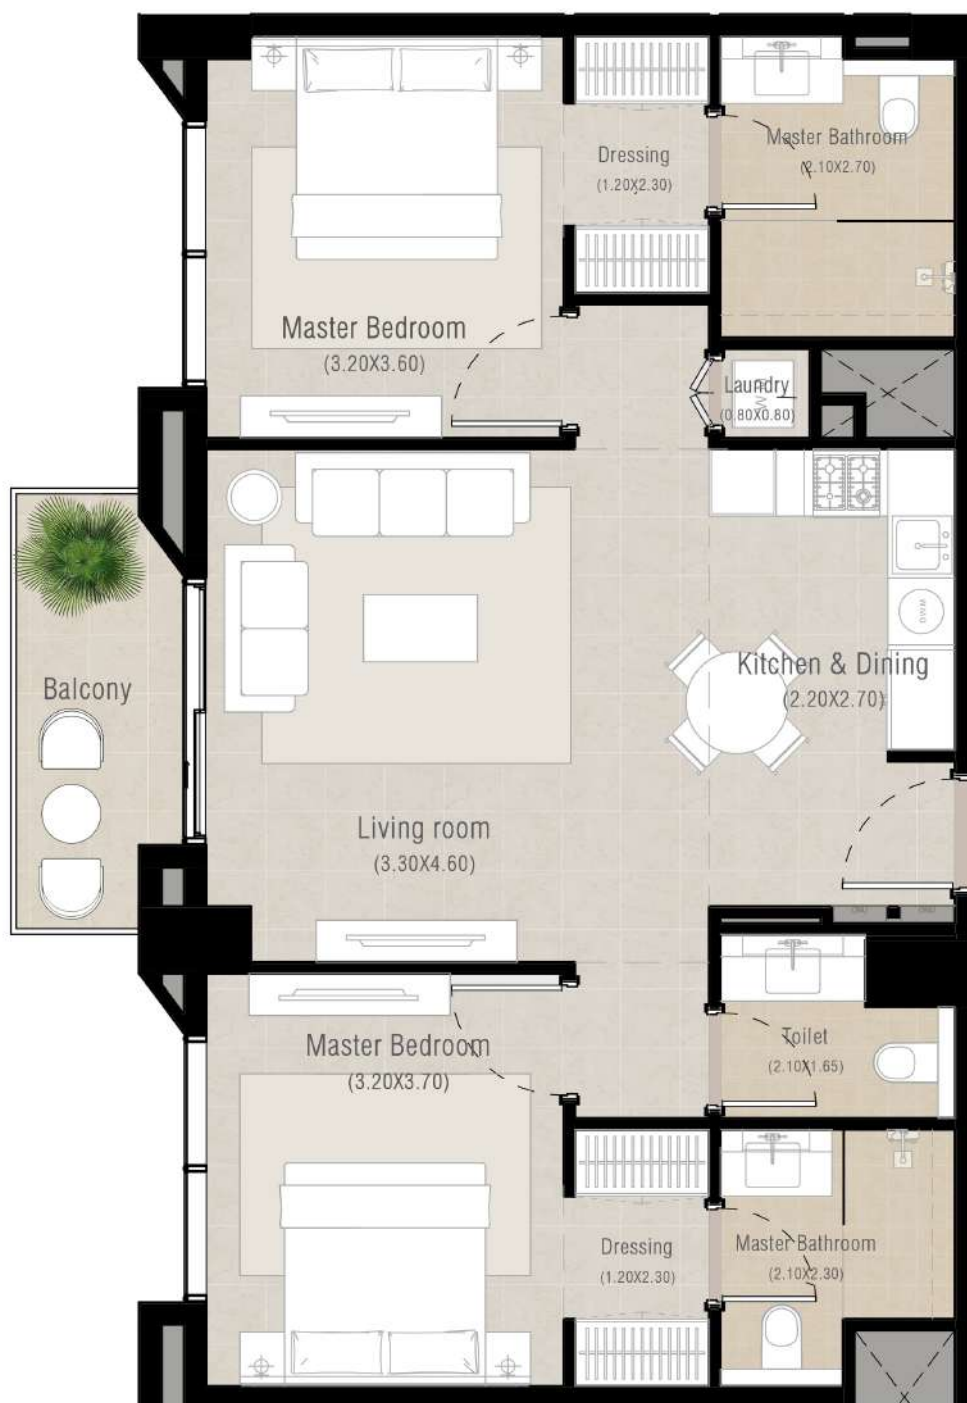 Master Bathroom
(2.10X2.70)
Dressing
(1.20X2.30)
Master Bedroom
(3.20X3.60)
Laundry
(0.80X0.80)
WM
Kitchen & Dining
(2.20X2.70)
DWM
Balcony
Living room
(3.30X4.60)
Toilet
(2.10X1.65)
Master Bedroom
(3.20X3.70)
Dressing
(1.20X2.30)
Master Bathroom
(2.10X2.30)